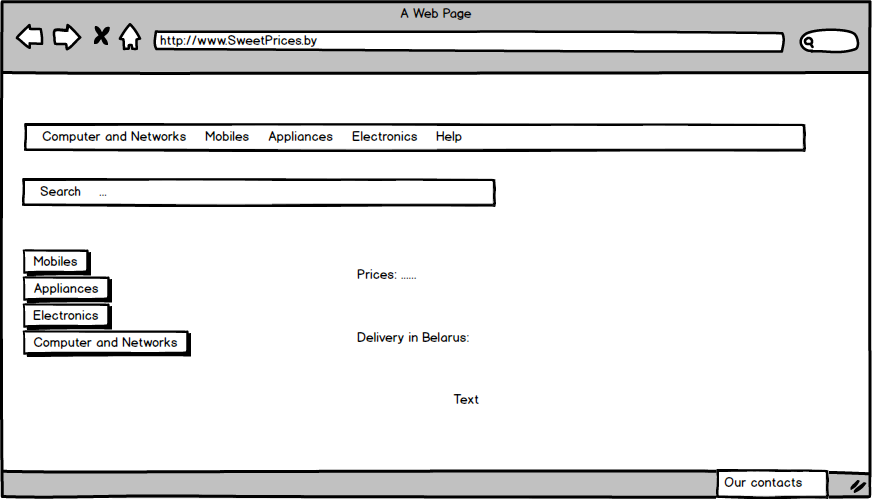 A Web Page
http://www.SweetPrices.by
Computer and Networks Mobiles Appliances Electronics Help
Search ...
Mobiles
Appliances
Electronics
Computer and Networks
Prices: ......
Delivery in Belarus:
Text
Our contacts